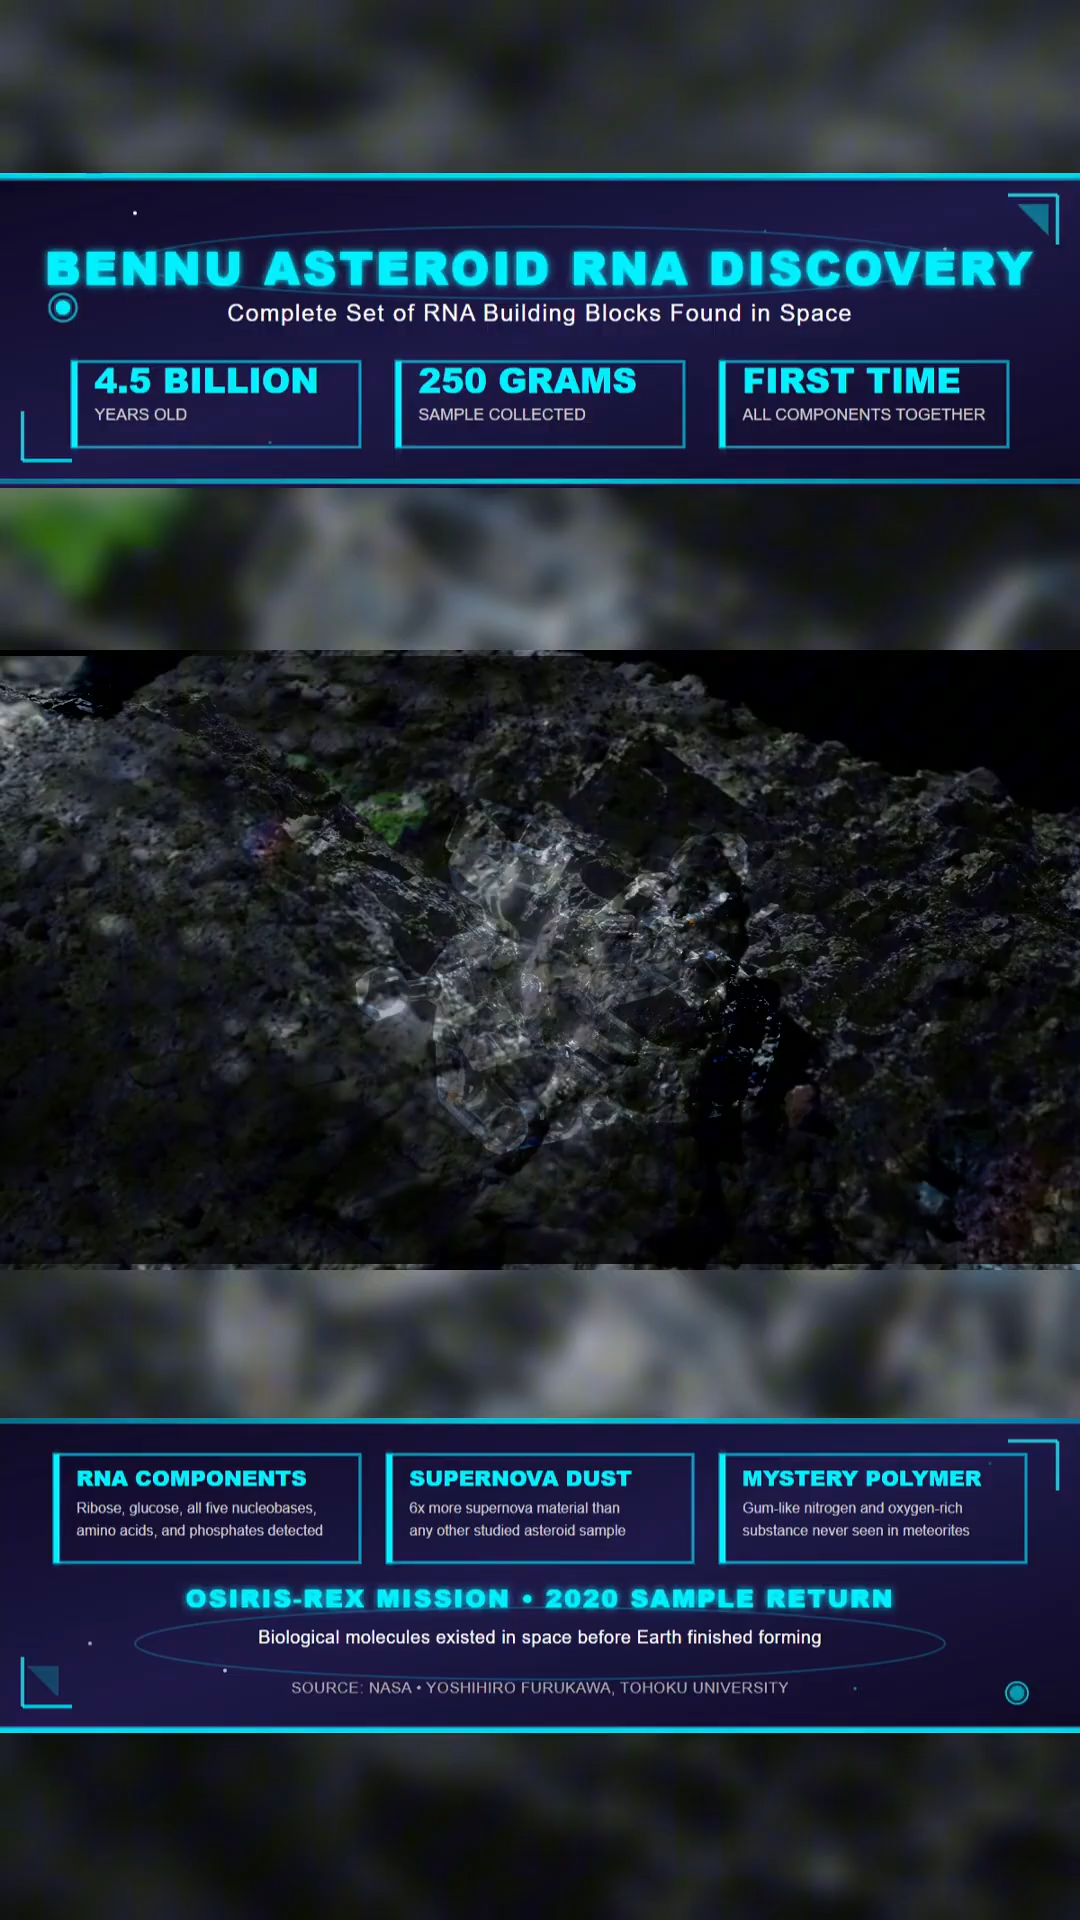 BENNU ASTEROID RNA DISCOVERY
Complete Set of RNA Building Blocks Found in Space
4.5 BILLION
YEARS OLD
250 GRAMS
SAMPLE COLLECTED
FIRST TIME
ALL COMPONENTS TOGETHER
RNA COMPONENTS
Ribose, glucose, all five nucleobases,
amino acids, and phosphates detected
SUPERNOVA DUST
6x more supernova material than
any other studied asteroid sample
MYSTERY POLYMER
Gum-like nitrogen and oxygen-rich
substance never seen in meteorites
OSIRIS-REX MISSION • 2020 SAMPLE RETURN
Biological molecules existed in space before Earth finished forming
SOURCE: NASA • YOSHIHIRO FURUKAWA, TOHOKU UNIVERSITY